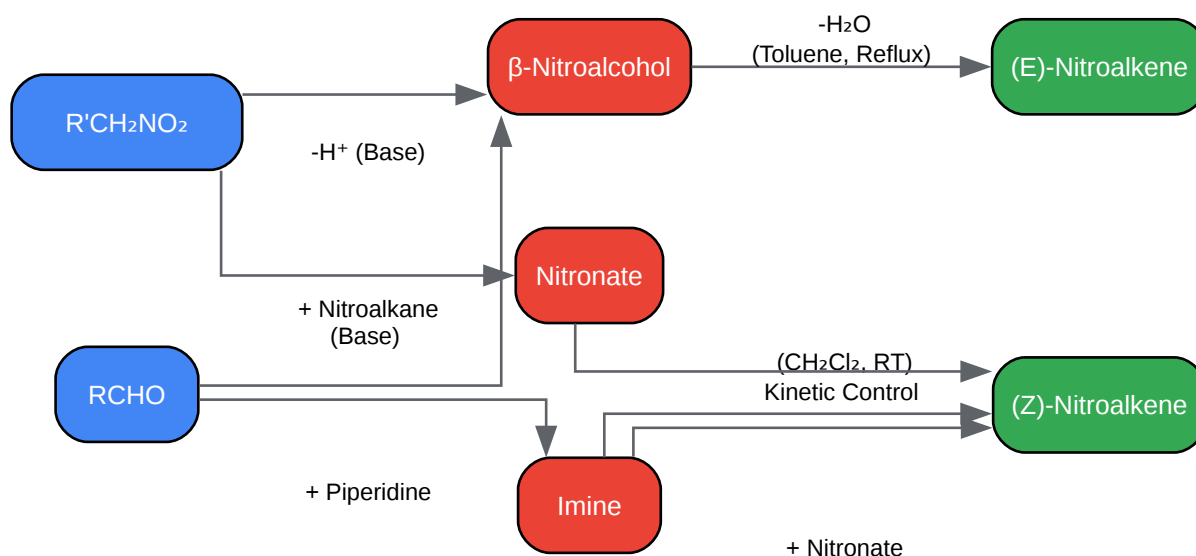 -H₂O
(Toluene, Reflux)
β-Nitroalcohol
(E)-Nitroalkene
R'CH₂NO₂
-H⁺ (Base)
Nitronate
+ Nitroalkane
(Base)
(CH₂Cl₂, RT)
Kinetic Control
RCHO
(Z)-Nitroalkene
+ Piperidine
Imine
+ Nitronate